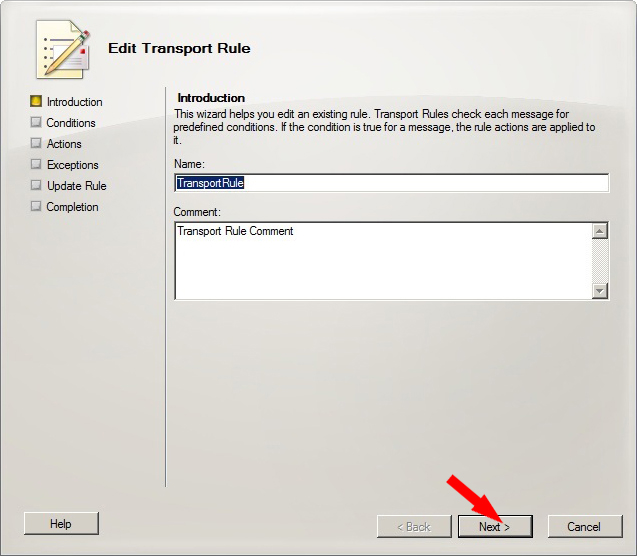 Edit Transport Rule
Introduction
Conditions
Actions
Exceptions
Update Rule
Completion
Introduction
This wizard helps you edit an existing rule. Transport Rules check each message for
predefined conditions. If the condition is true for a message, the rule actions are applied to
it.
Name:
TransportRule
Comment:
Transport Rule Comment
Help
< Back
Next >
Cancel